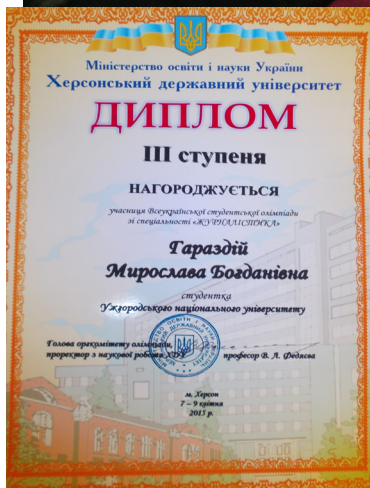 Міністерство освіти і науки України
Херсонський державний університет
ДИПЛОМ
III ступеня
НАГОРОДЖУЄТЬСЯ
учасниця Всеукраїнської студентської олімпіади
зі спеціальності «ЖУРНАЛІСТИКА»
Гараздій
Мирослава Богданівна
студентка
Ужгородського національного університету
Голова оргкомітету олімпіади,
проректор з наукової роботи ХДУ професор В. Л. Федяєва
м. Херсон
7 – 9 квітня
2015 р.